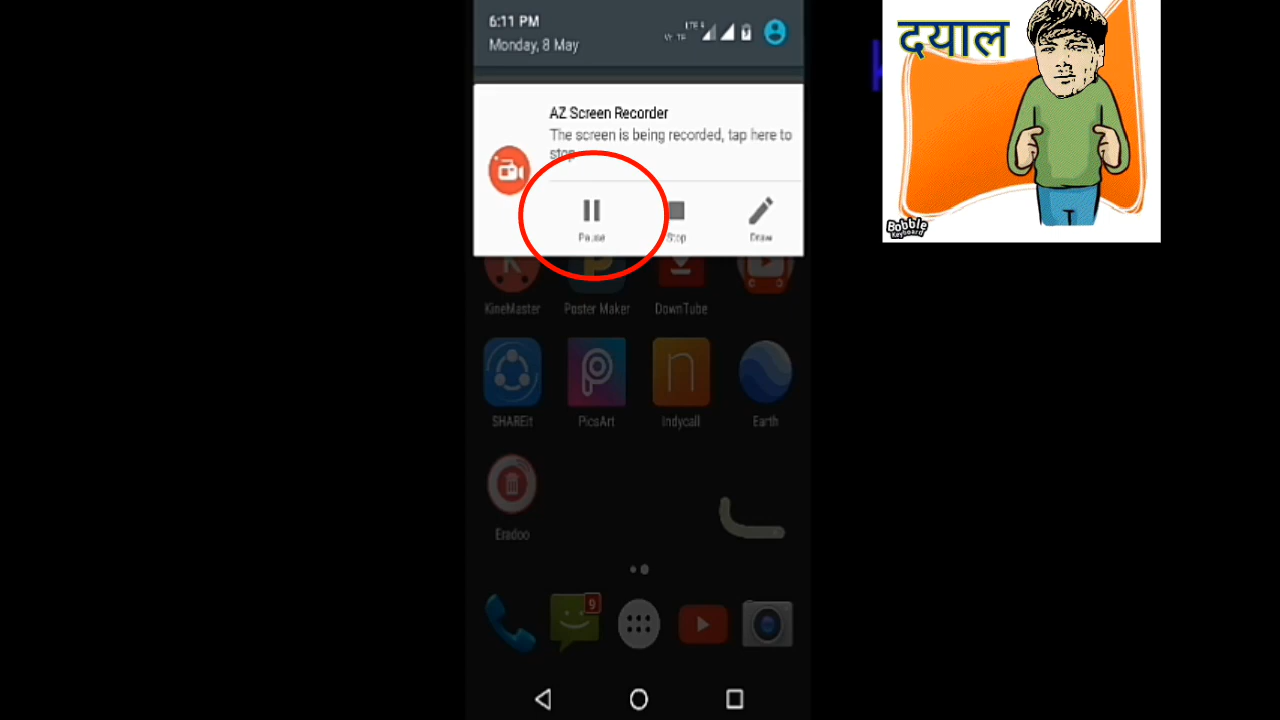 6:11 PM
Monday, 8 May
दयाल
AZ Screen Recorder
The screen is being recorded, tap here to
stop
Pause
Stop
Draw
Bobble
Keyboard
KineMaster
Poster Maker
DownTube
SHAREit
PicsArt
Indycall
Earth
Eradoo
9